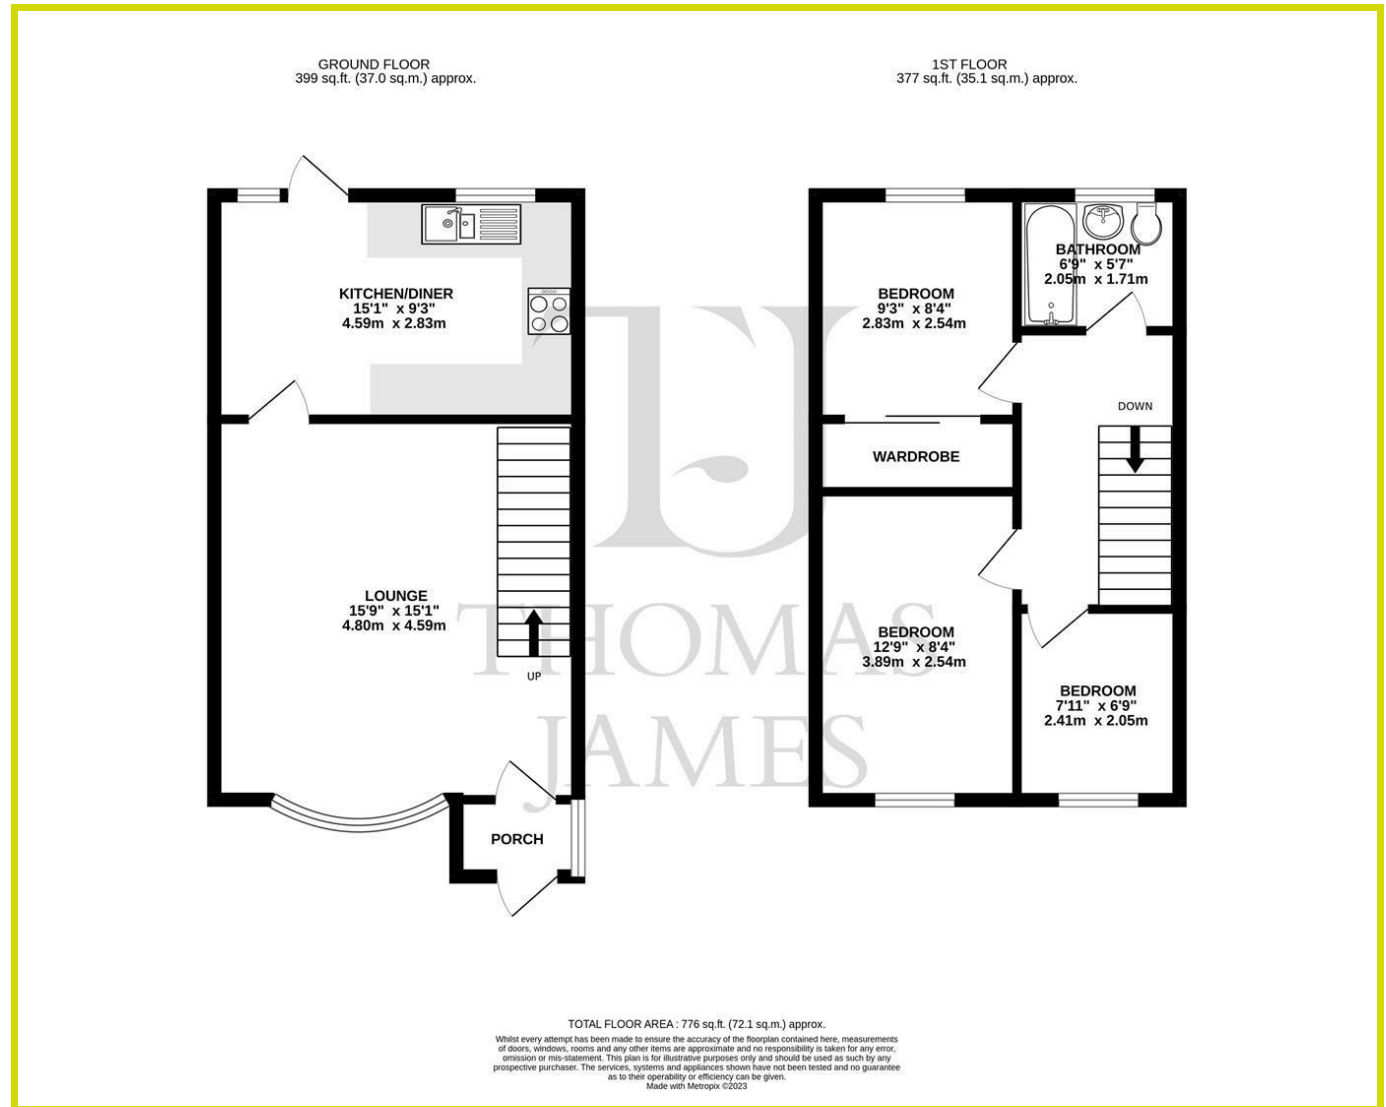 GROUND FLOOR
399 sq.ft. (37.0 sq.m.) approx.
1ST FLOOR
377 sq.ft. (35.1 sq.m.) approx.
KITCHEN/DINER
15'1" x 9'3"
4.59m x 2.83m
LOUNGE
15'9" x 15'1"
4.80m x 4.59m
UP
PORCH
BEDROOM
9'3" x 8'4"
2.83m x 2.54m
BATHROOM
6'9" x 5'7"
2.05m x 1.71m
DOWN
WARDROBE
BEDROOM
12'9" x 8'4"
3.89m x 2.54m
BEDROOM
7'11" x 6'9"
2.41m x 2.05m
TJ
THOMAS
JAMES
TOTAL FLOOR AREA : 776 sq.ft. (72.1 sq.m.) approx.
Whilst every attempt has been made to ensure the accuracy of the floorplan contained here, measurements
of doors, windows, rooms and any other items are approximate and no responsibility is taken for any error,
omission or mis-statement. This plan is for illustrative purposes only and should be used as such by any
prospective purchaser. The services, systems and appliances shown have not been tested and no guarantee
as to their operability or efficiency can be given.
Made with Metropix ©2023